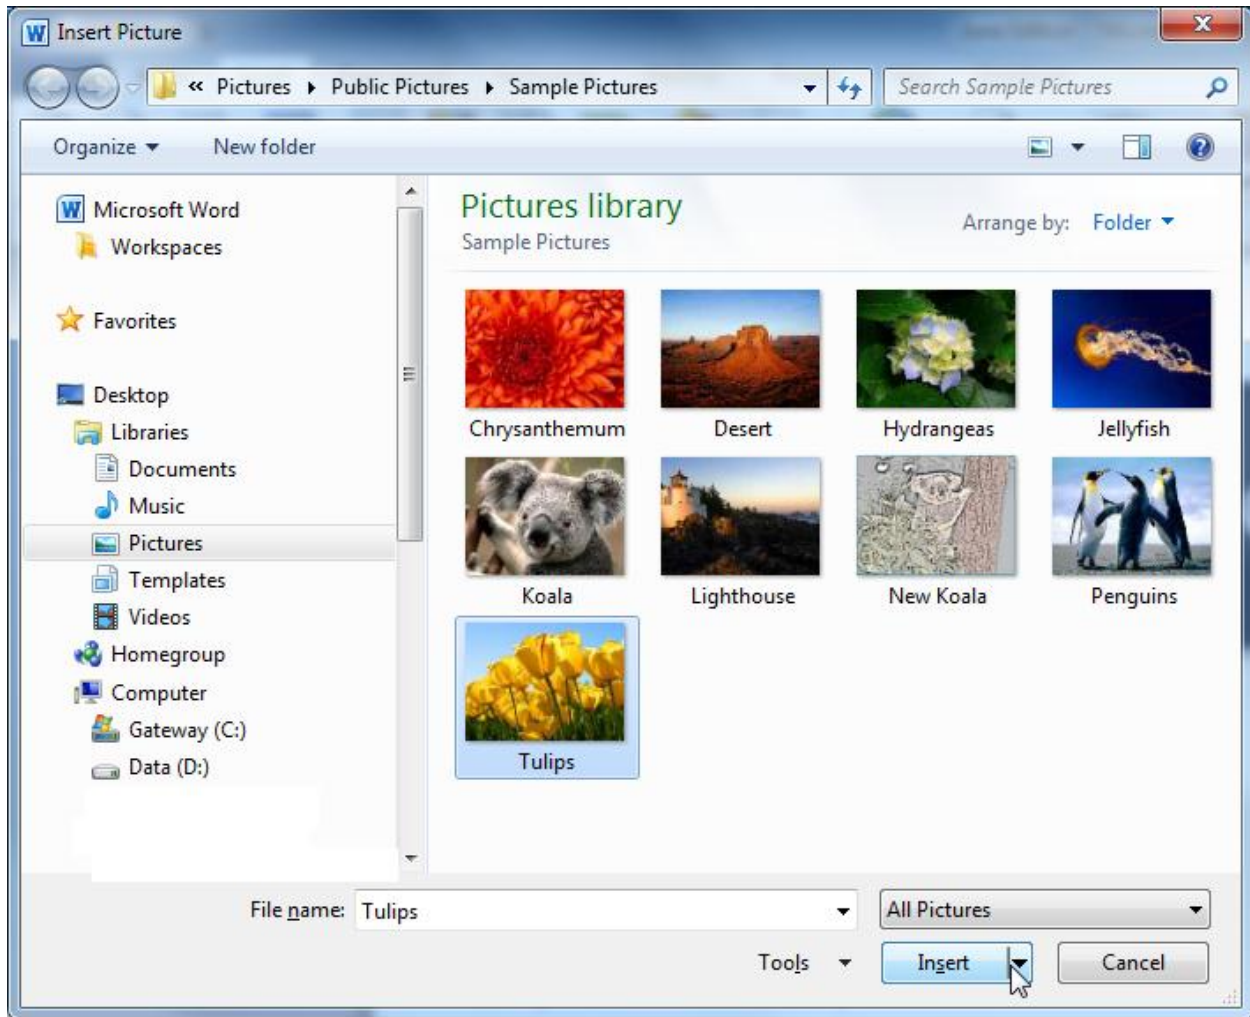 Insert Picture
« Pictures Public Pictures Sample Pictures
Search Sample Pictures
Organize New folder
Microsoft Word
Workspaces
Favorites
Desktop
Libraries
Documents
Music
Pictures
Templates
Videos
Homegroup
Computer
Gateway (C:)
Data (D:)
Pictures library
Sample Pictures
Arrange by: Folder
Chrysanthemum Desert Hydrangeas Jellyfish
Koala Lighthouse New Koala Penguins
Tulips
File name: Tulips All Pictures
Tools Insert Cancel